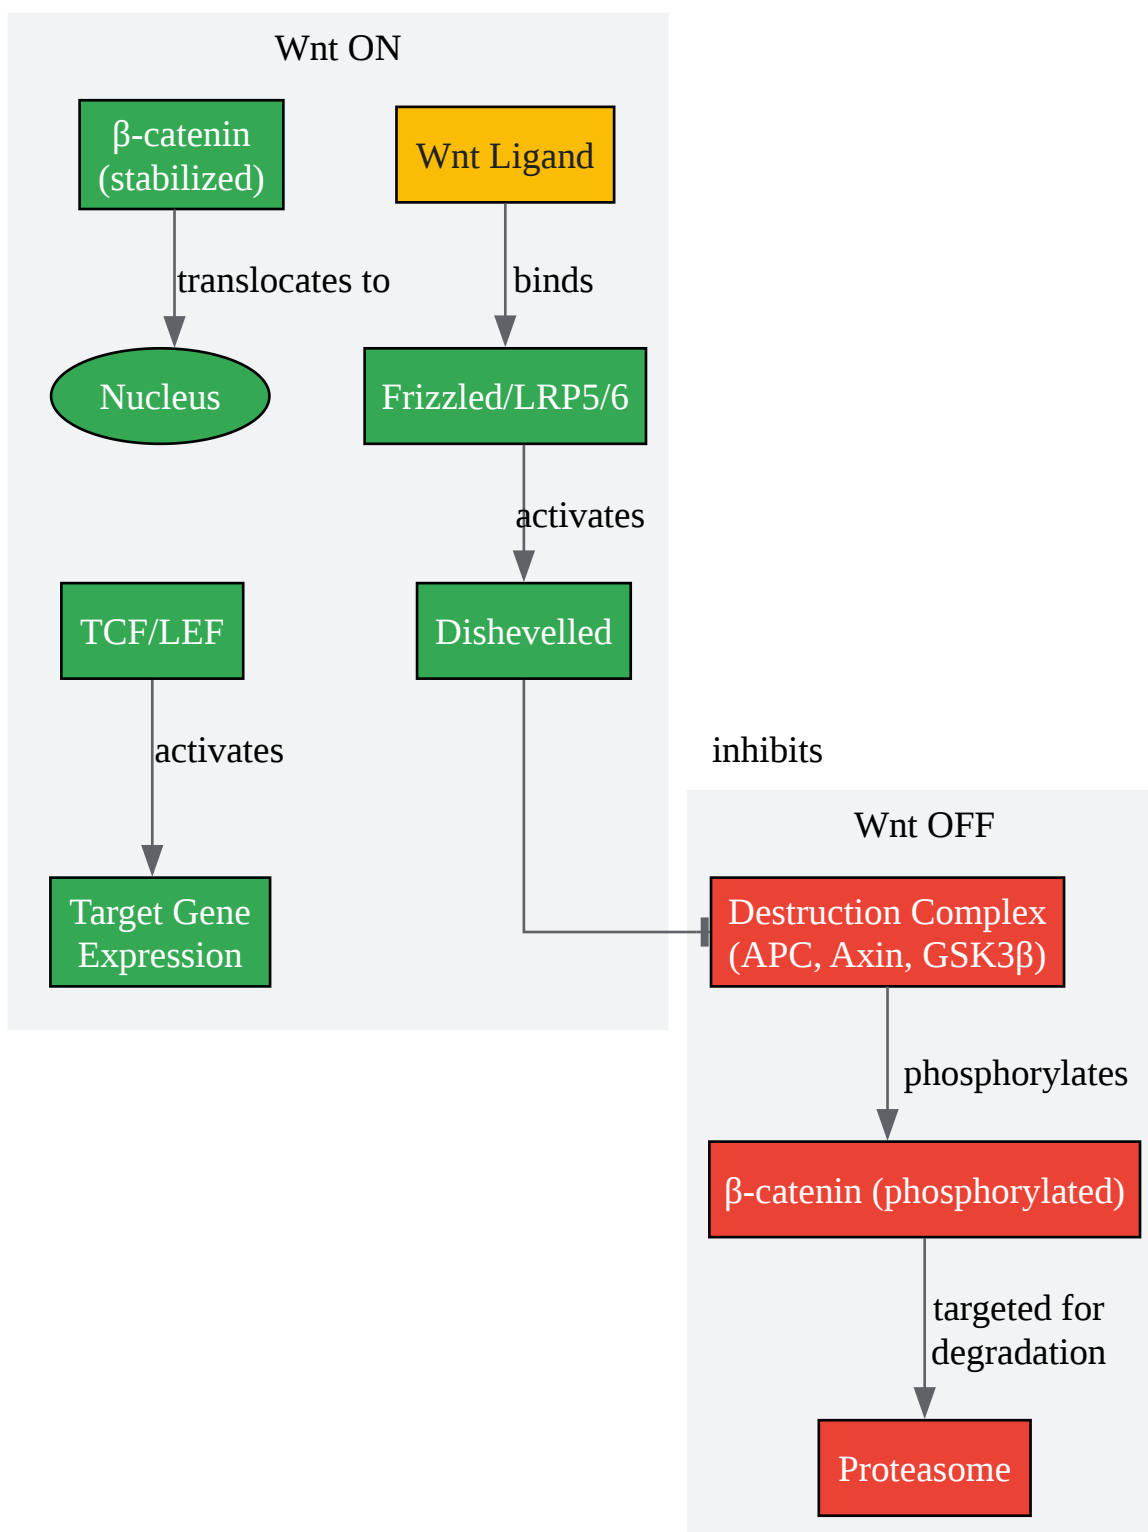 Wnt ON
β-catenin
(stabilized)
Wnt Ligand
translocates to
binds
Nucleus
Frizzled/LRP5/6
activates
TCF/LEF
Dishevelled
activates
inhibits
Wnt OFF
Target Gene
Expression
Destruction Complex
(APC, Axin, GSK3β)
phosphorylates
β-catenin (phosphorylated)
targeted for
degradation
Proteasome